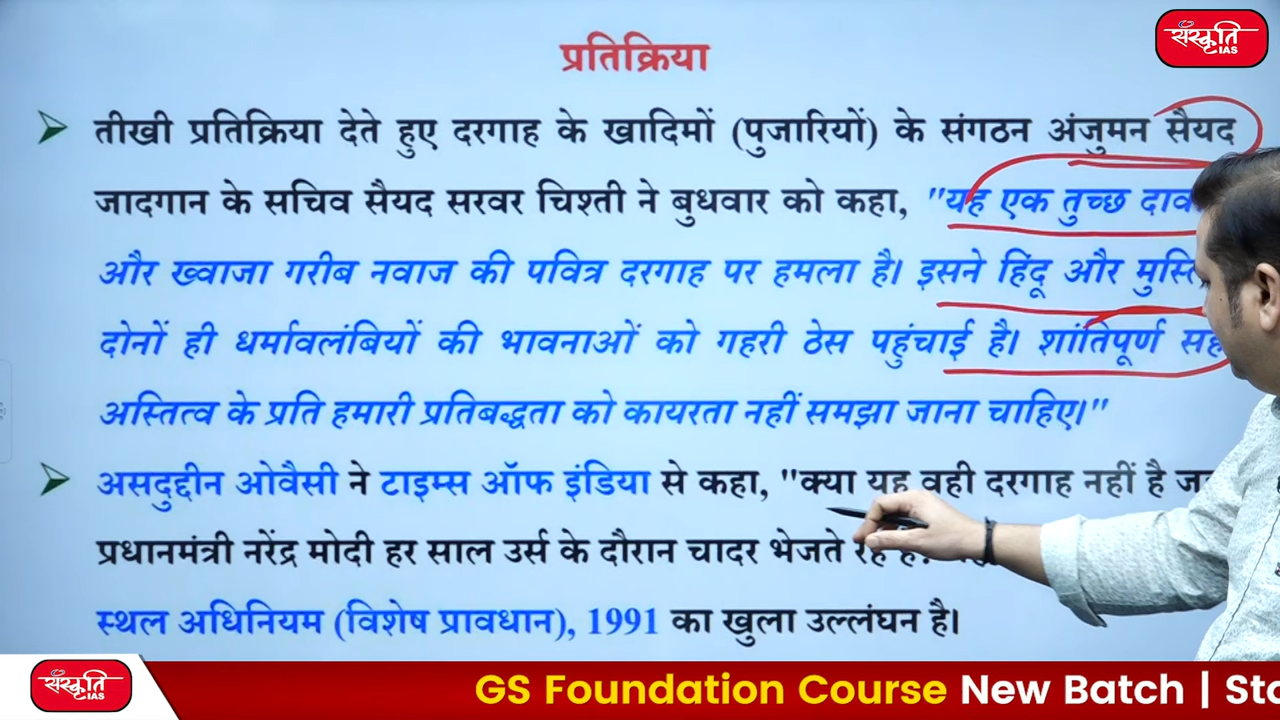 संस्कृति
IAS
प्रतिक्रिया
तीखी प्रतिक्रिया देते हुए दरगाह के खादिमों (पुजारियों) के संगठन अंजुमन सैयद
जादगान के सचिव सैयद सरवर चिश्ती ने बुधवार को कहा, "यह एक तुच्छ
और ख्वाजा गरीब नवाज की पवित्र दरगाह पर हमला है। इसने हिंदू और
दोनों ही धर्मावलंबियों की भावनाओं को गहरी ठेस पहुंचाई है। शांतिपूर्ण
अस्तित्व के प्रति हमारी प्रतिबद्धता को कायरता नहीं समझा जाना चाहिए।"
असदुद्दीन ओवैसी ने टाइम्स ऑफ इंडिया से कहा, "क्या यह वही दरगाह नहीं है
प्रधानमंत्री नरेंद्र मोदी हर साल उर्स के दौरान चादर भेजते
स्थल अधिनियम (विशेष प्रावधान), 1991 का खुला उल्लंघन है।
संस्कृति
IAS
GS Foundation Course New Batch |